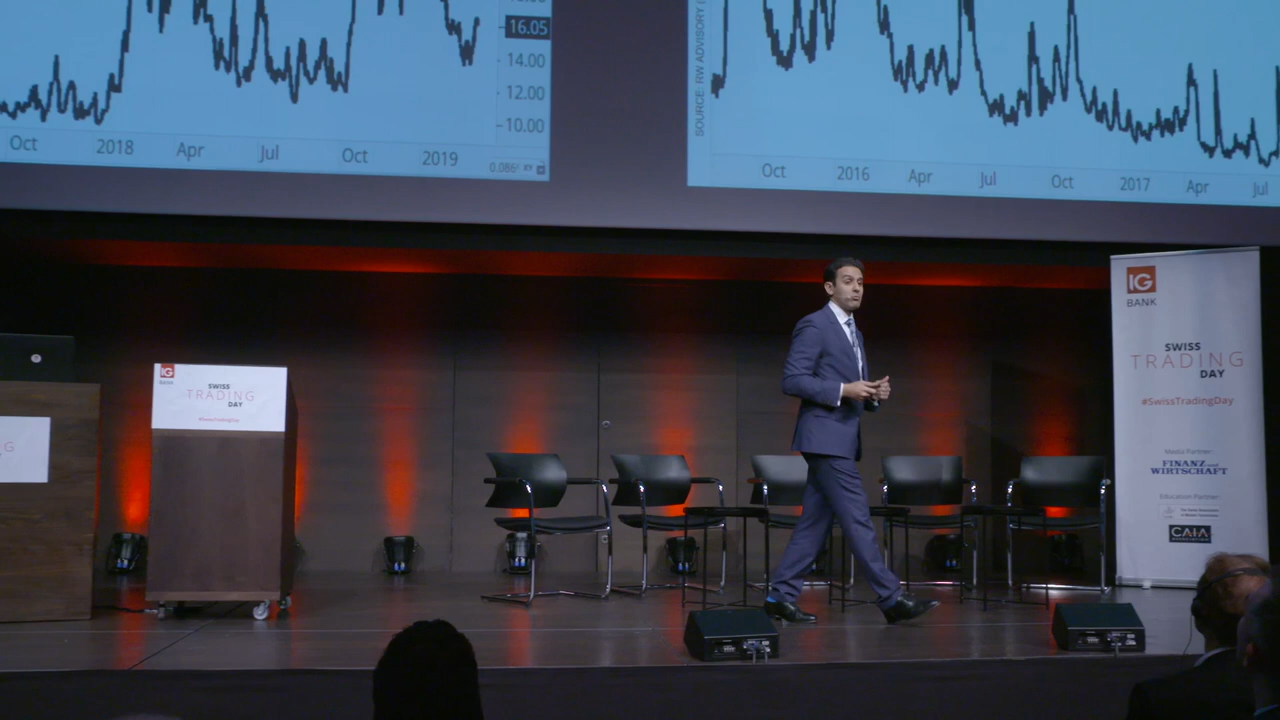 16.05
14.00
12.00
10.00
Oct 2018 Apr Jul Oct 2019
SOURCE: RW ADVISORY
Oct 2016 Apr Jul Oct 2017 Apr Jul
IG
BANK
SWISS
TRADING
DAY
#SwissTradingDay
IG
BANK
SWISS
TRADING
DAY
#SwissTradingDay
Media Partner:
FINANZ und
WIRTSCHAFT
Education Partner:
CAIA
G